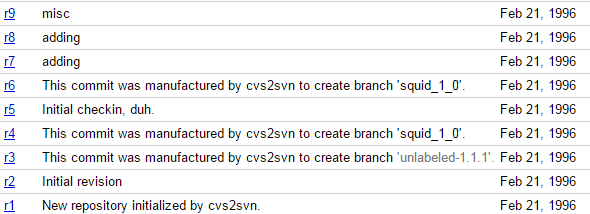 r9 misc Feb 21, 1996
r8 adding Feb 21, 1996
r7 adding Feb 21, 1996
r6 This commit was manufactured by cvs2svn to create branch 'squid_1_0'. Feb 21, 1996
r5 Initial checkin, duh. Feb 21, 1996
r4 This commit was manufactured by cvs2svn to create branch 'squid_1_0'. Feb 21, 1996
r3 This commit was manufactured by cvs2svn to create branch 'unlabeled-1.1.1'. Feb 21, 1996
r2 Initial revision Feb 21, 1996
r1 New repository initialized by cvs2svn. Feb 21, 1996